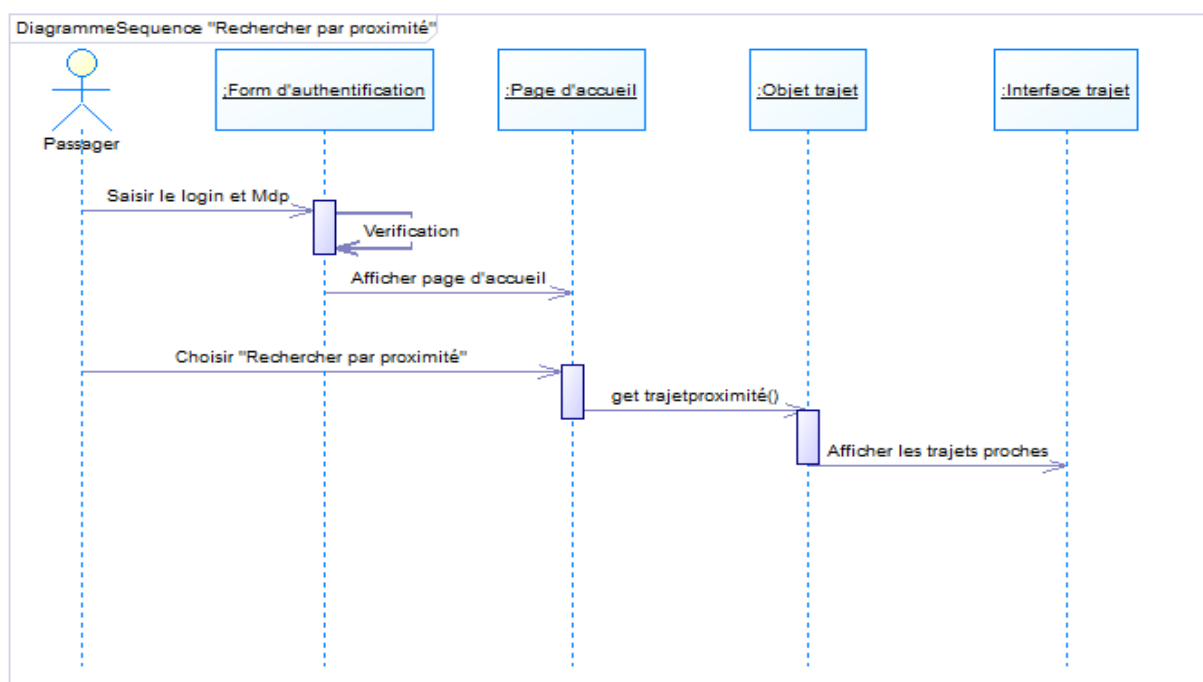 DiagrammeSequence "Rechercher par proximité"
;Form d'authentification
:Page d'accueil
:Objet trajet
:Interface trajet
Passager
Saisir le login et Mdp
Verification
Afficher page d'accueil
Choisir "Rechercher par proximité"
get trajetproximité()
Afficher les trajets proches